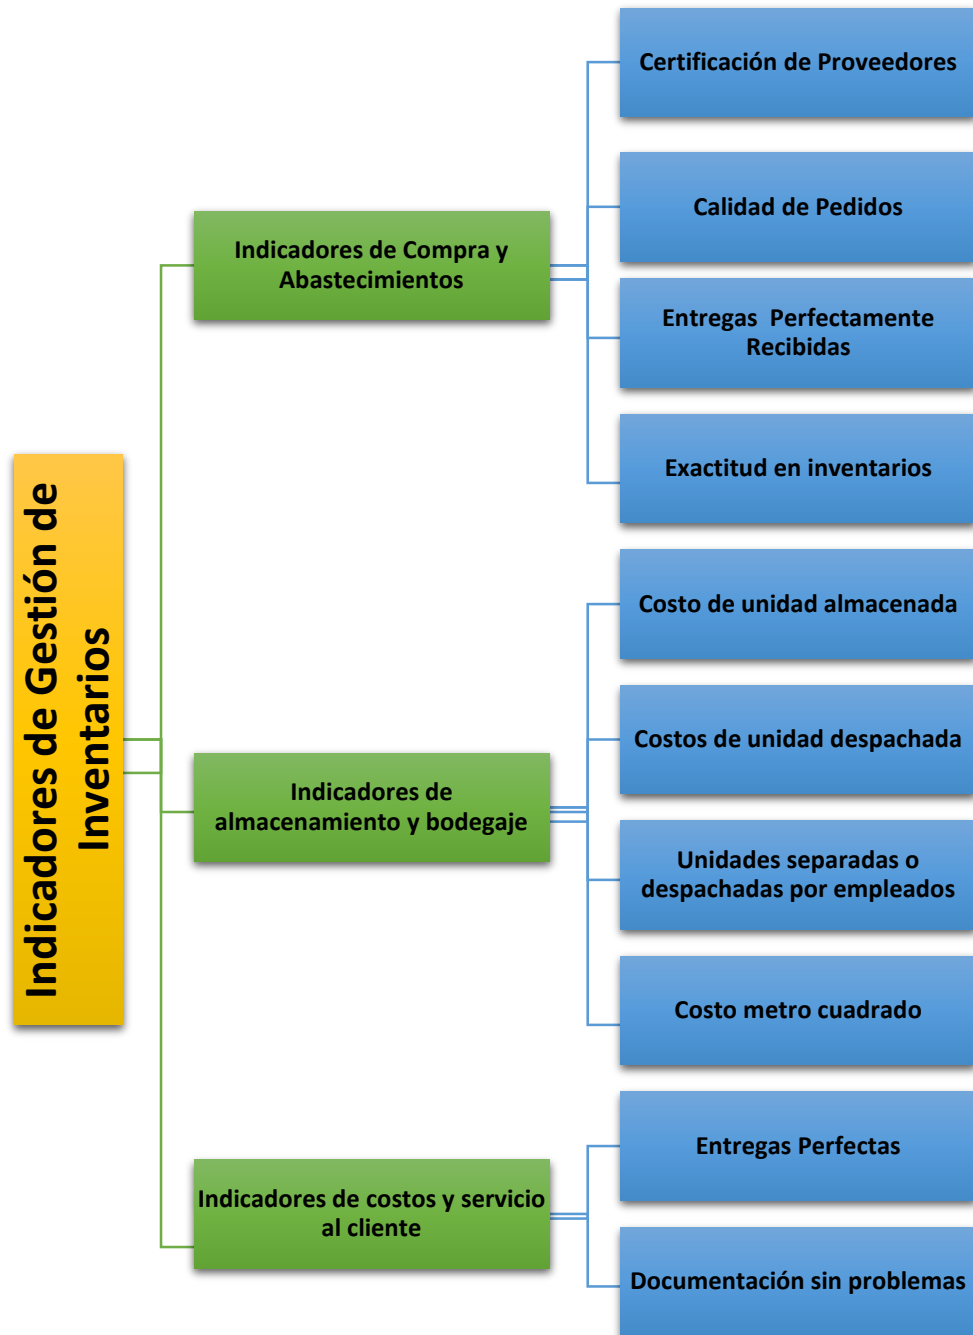 Indicadores de Gestión de
Inventarios
Indicadores de Compra y
Abastecimientos
Certificación de Proveedores
Calidad de Pedidos
Entregas  Perfectamente
Recibidas
Exactitud en inventarios
Indicadores de
almacenamiento y bodegaje
Costo de unidad almacenada
Costos de unidad despachada
Unidades separadas o
despachadas por empleados
Costo metro cuadrado
Indicadores de costos y servicio
al cliente
Entregas Perfectas
Documentación sin problemas